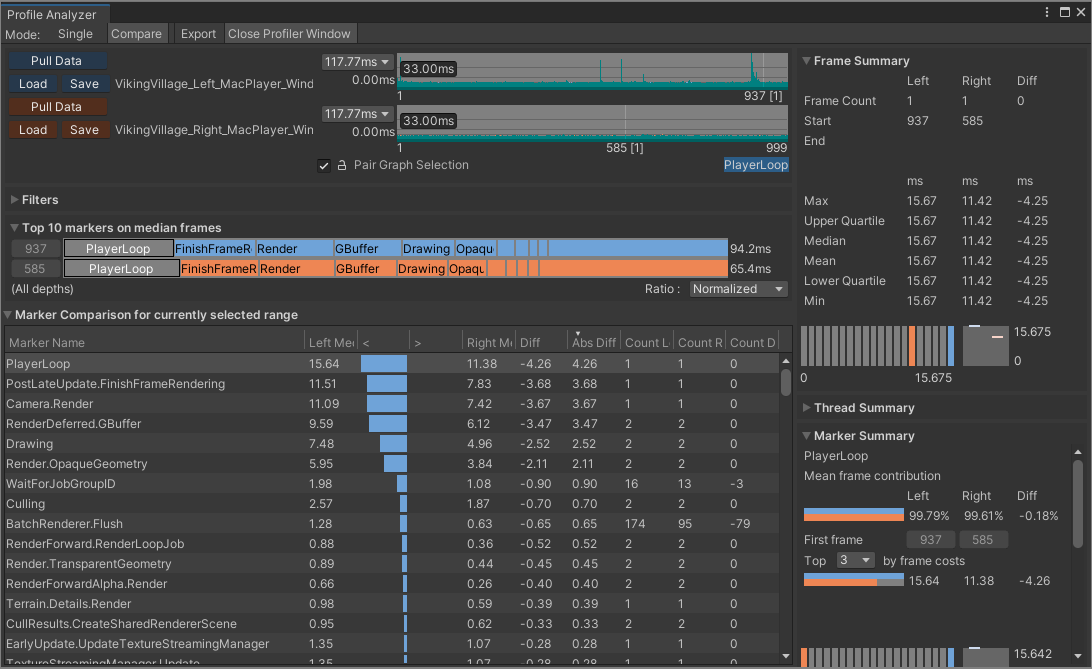 Profile Analyzer
Mode: Single Compare Export Close Profiler Window
Pull Data
Load Save VikingVillage_Left_MacPlayer_Wind
Pull Data
Load Save VikingVillage_Right_MacPlayer_Win
117.77ms
0.00ms
33.00ms
1 937 [1]
117.77ms
0.00ms
33.00ms
1 585 [1] 999
Pair Graph Selection PlayerLoop
Filters
Top 10 markers on median frames
937 PlayerLoop FinishFrameR Render GBuffer Drawing Opaqu 94.2ms
585 PlayerLoop FinishFrameR Render GBuffer Drawing Opaqu 65.4ms
(All depths) Ratio : Normalized
Marker Comparison for currently selected range
Marker Name Left Me < > Right M Diff Abs Diff Count L Count R Count D
PlayerLoop 15.64 11.38 -4.26 4.26 1 1 0
PostLateUpdate.FinishFrameRendering 11.51 7.83 -3.68 3.68 1 1 0
Camera.Render 11.09 7.42 -3.67 3.67 1 1 0
RenderDeferred.GBuffer 9.59 6.12 -3.47 3.47 2 2 0
Drawing 7.48 4.96 -2.52 2.52 2 2 0
Render.OpaqueGeometry 5.95 3.84 -2.11 2.11 2 2 0
WaitForJobGroupID 1.98 1.08 -0.90 0.90 16 13 -3
Culling 2.57 1.87 -0.70 0.70 2 2 0
BatchRenderer.Flush 1.28 0.63 -0.65 0.65 174 95 -79
RenderForward.RenderLoopJob 0.88 0.36 -0.52 0.52 2 2 0
Render.TransparentGeometry 0.89 0.44 -0.45 0.45 2 2 0
RenderForwardAlpha.Render 0.66 0.26 -0.40 0.40 2 2 0
Terrain.Details.Render 0.98 0.59 -0.39 0.39 1 1 0
CullResults.CreateSharedRendererScene 0.95 0.62 -0.33 0.33 2 2 0
EarlyUpdate.UpdateTextureStreamingManager 1.35 1.07 -0.28 0.28 1 1 0
TextureStreamingManager.Update 1.35 1.07 -0.28 0.28 1 1 0
Frame Summary
Left Right Diff
Frame Count 1 1 0
Start 937 585
End
ms ms ms
Max 15.67 11.42 -4.25
Upper Quartile 15.67 11.42 -4.25
Median 15.67 11.42 -4.25
Mean 15.67 11.42 -4.25
Lower Quartile 15.67 11.42 -4.25
Min 15.67 11.42 -4.25
15.675
0
0 15.675
Thread Summary
Marker Summary
PlayerLoop
Mean frame contribution
Left Right Diff
99.79% 99.61% -0.18%
First frame 937 585
Top 3 by frame costs
15.64 11.38 -4.26
15.642